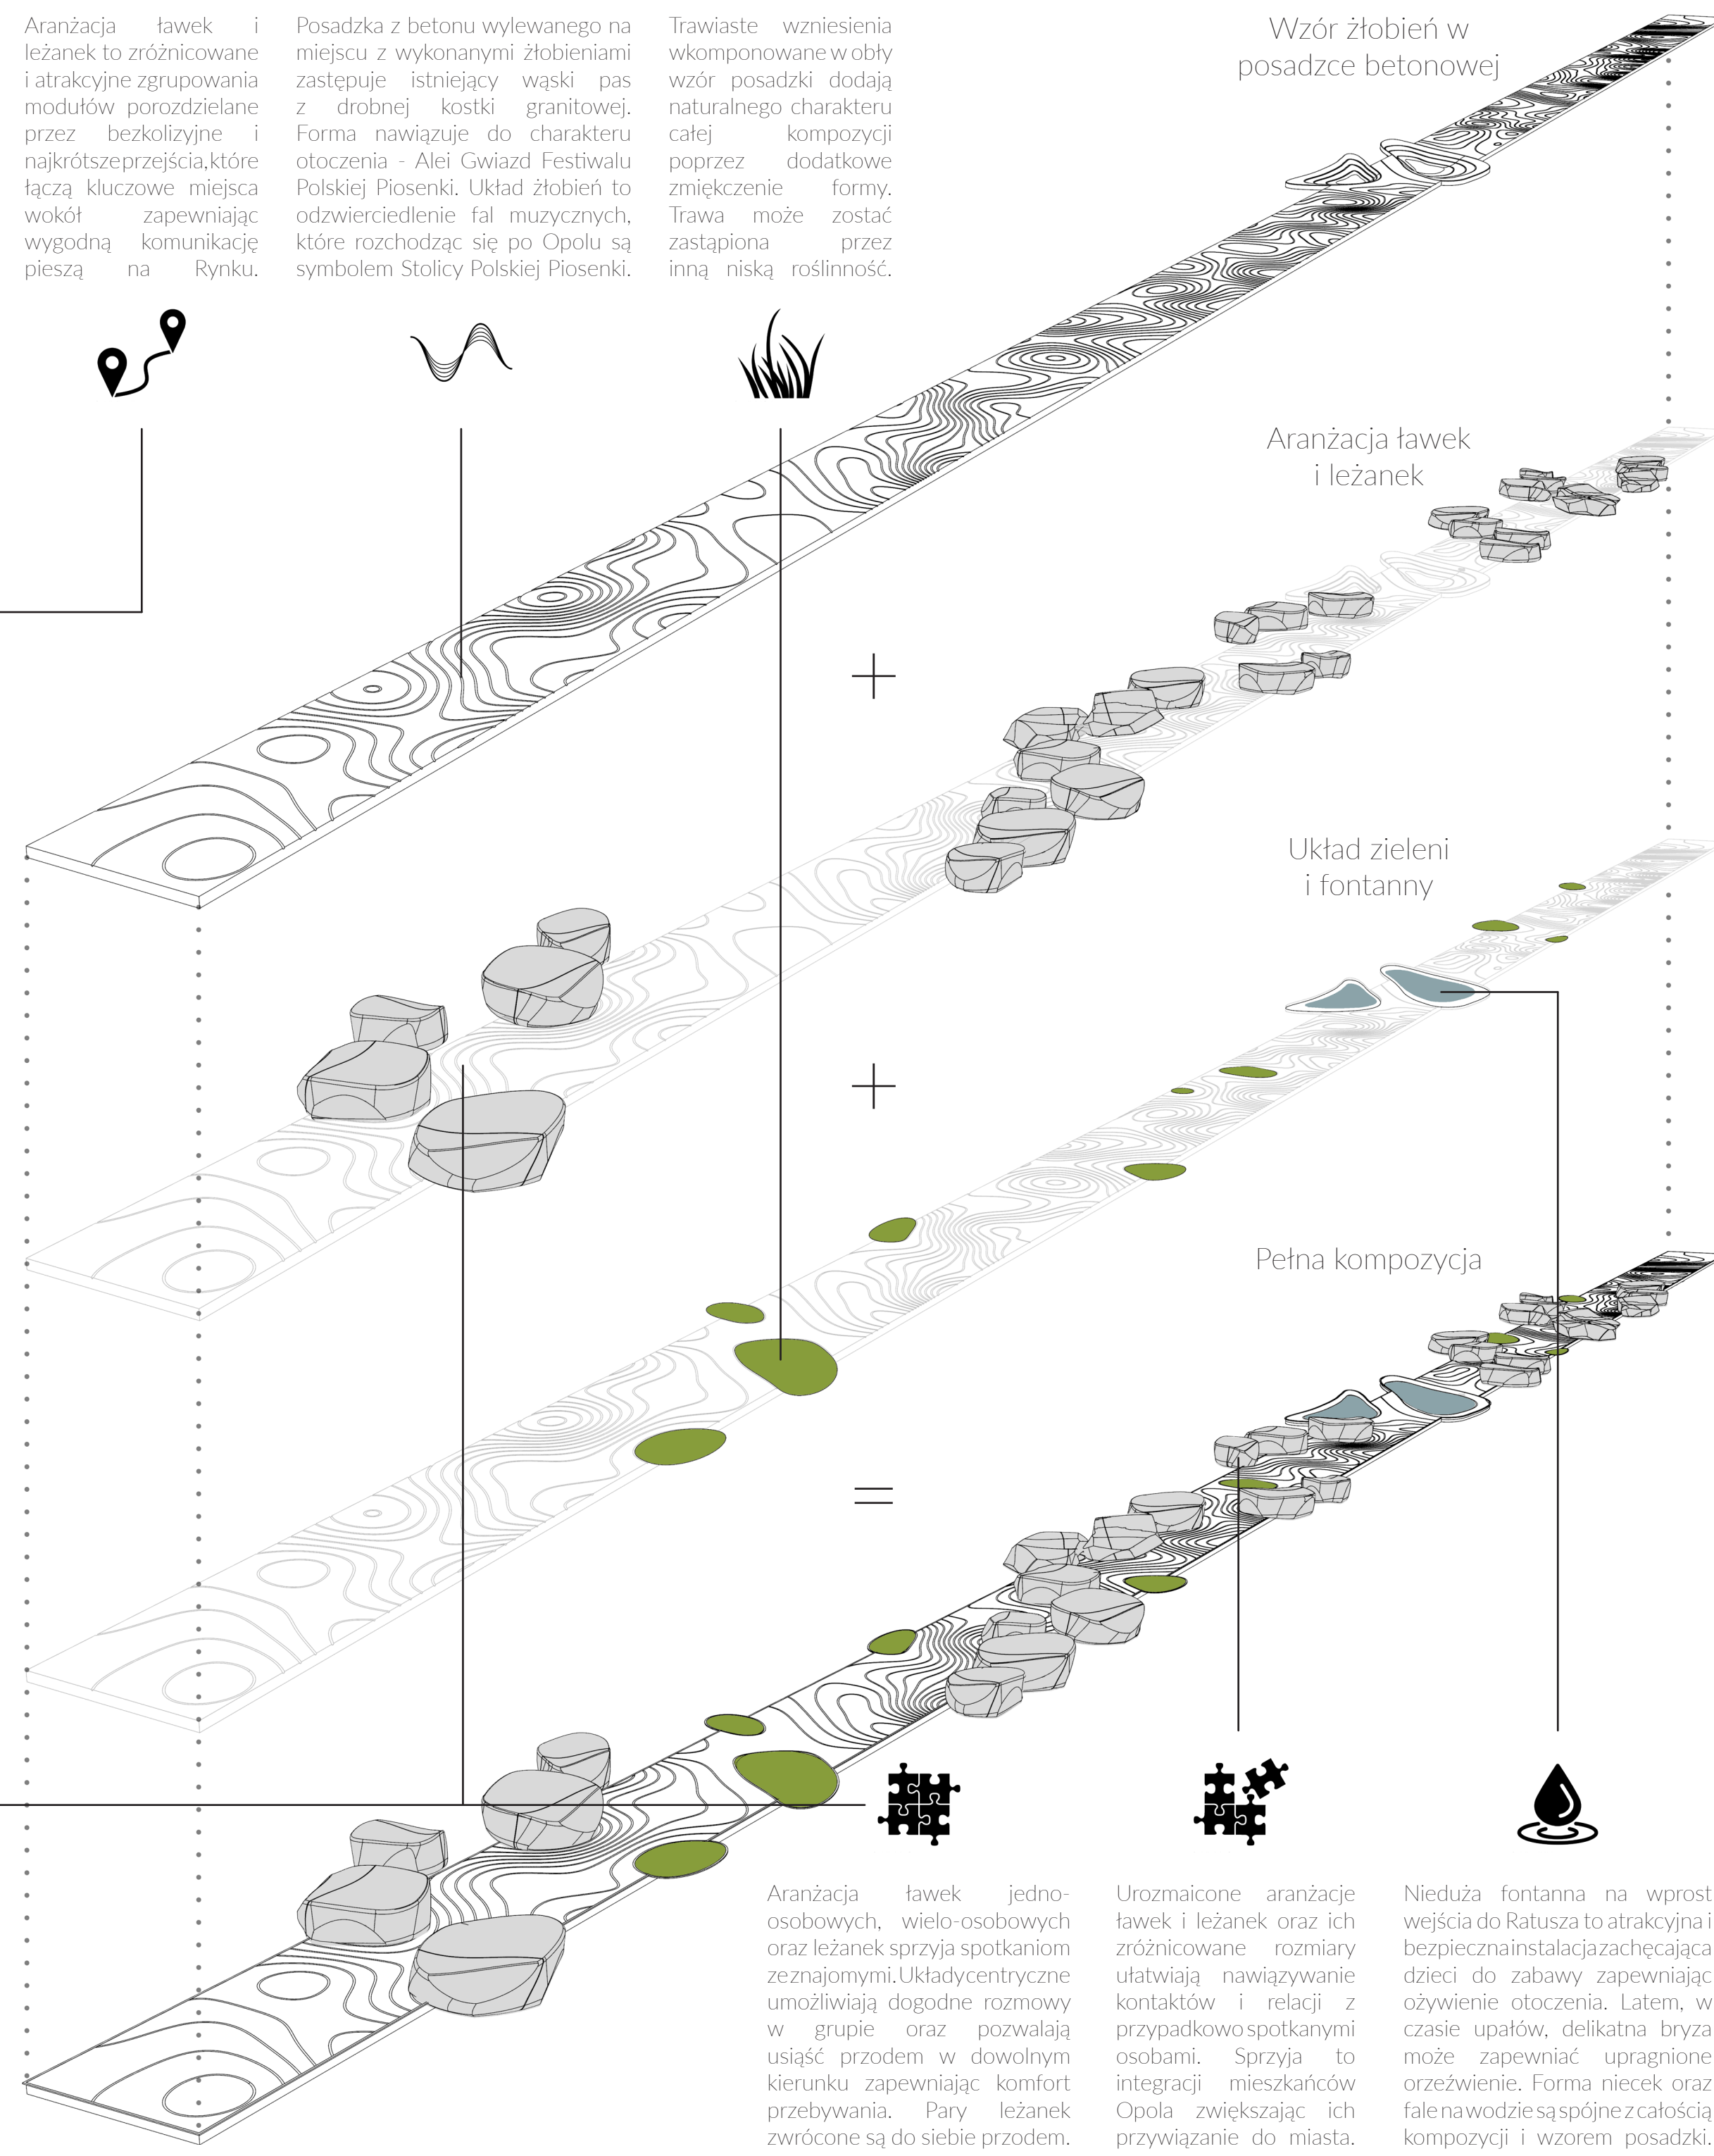 Aranżacja ławek i
leżanek to zróżnicowane
i atrakcyjne zgrupowania
modułów porozdzielane
przez bezkolizyjne i
najkrótsze przejścia, które
łączą kluczowe miejsca
wokół zapewniając
wygodną komunikację
pieszą na Rynku.
Posadzka z betonu wylewanego na
miejscu z wykonanymi żłobieniami
zastępuje istniejący wąski pas
z drobnej kostki granitowej.
Forma nawiązuje do charakteru
otoczenia - Alei Gwiazd Festiwalu
Polskiej Piosenki. Układ żłobień to
odzwierciedlenie fal muzycznych,
które rozchodząc się po Opolu są
symbolem Stolicy Polskiej Piosenki.
Trawiaste wzniesienia
wkomponowane w obły
wzór posadzki dodają
naturalnego charakteru
całej kompozycji
poprzez dodatkowe
zmiękczenie formy.
Trawa może zostać
zastąpiona przez
inną niską roślinność.
Wzór żłobień w
posadzce betonowej
Aranżacja ławek
i leżanek
+
Układ zieleni
i fontanny
+
Pełna kompozycja
=
Aranżacja ławek jedno-
osobowych, wielo-osobowych
oraz leżanek sprzyja spotkaniom
ze znajomymi. Układy centryczne
umożliwiają dogodne rozmowy
w grupie oraz pozwalają
usiąść przodem w dowolnym
kierunku zapewniając komfort
przebywania. Pary leżanek
zwrócone są do siebie przodem.
Urozmaicone aranżacje
ławek i leżanek oraz ich
zróżnicowane rozmiary
ułatwiają nawiązywanie
kontaktów i relacji z
przypadkowo spotkanymi
osobami. Sprzyja to
integracji mieszkańców
Opola zwiększając ich
przywiązanie do miasta.
Nieduża fontanna na wprost
wejścia do Ratusza to atrakcyjna i
bezpieczna instalacja zachęcająca
dzieci do zabawy zapewniając
ożywienie otoczenia. Latem, w
czasie upałów, delikatna bryza
może zapewniać upragnione
orzeźwienie. Forma niecek oraz
fale na wodzie są spójne z całością
kompozycji i wzorem posadzki.